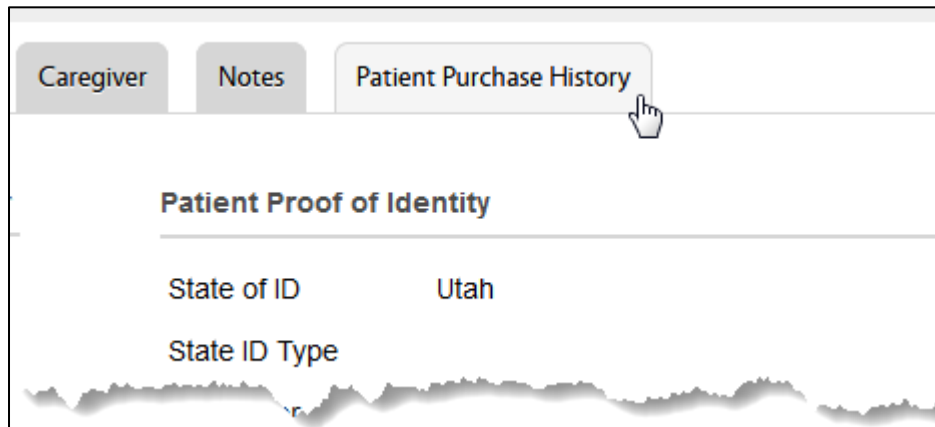 Caregiver Notes Patient Purchase History
Patient Proof of Identity
State of ID Utah
State ID Type